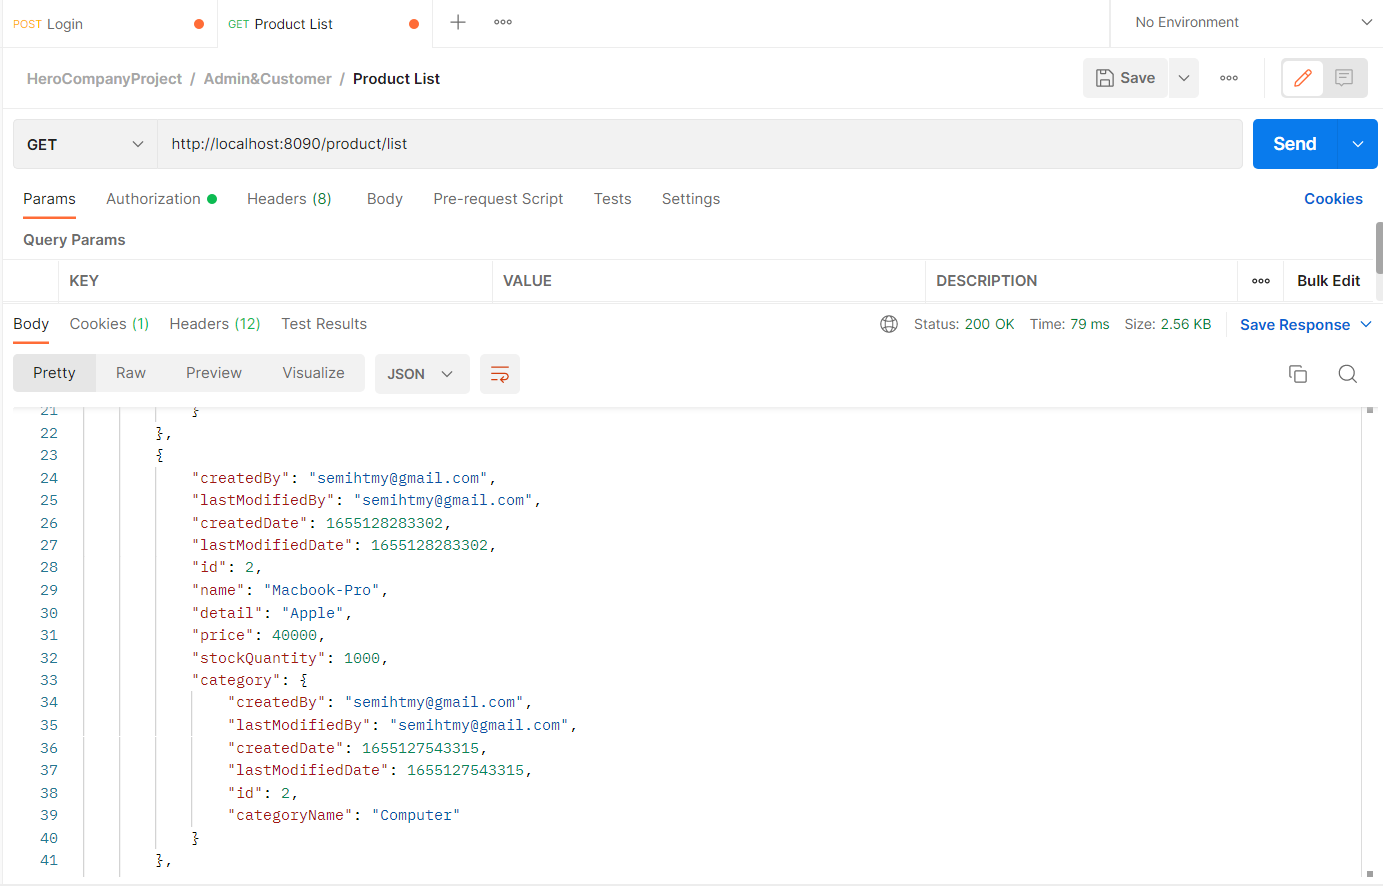 POST Login GET Product List No Environment
HeroCompanyProject / Admin&Customer / Product List Save
GET http://localhost:8090/product/list Send
Params Authorization Headers (8) Body Pre-request Script Tests Settings Cookies
Query Params
KEY VALUE DESCRIPTION Bulk Edit
Body Cookies (1) Headers (12) Test Results Status: 200 OK Time: 79 ms Size: 2.56 KB Save Response
Pretty Raw Preview Visualize JSON
21 }
22 },
23 {
24 "createdBy": "semihtmy@gmail.com",
25 "lastModifiedBy": "semihtmy@gmail.com",
26 "createdDate": 1655128283302,
27 "lastModifiedDate": 1655128283302,
28 "id": 2,
29 "name": "Macbook-Pro",
30 "detail": "Apple",
31 "price": 40000,
32 "stockQuantity": 1000,
33 "category": {
34 "createdBy": "semihtmy@gmail.com",
35 "lastModifiedBy": "semihtmy@gmail.com",
36 "createdDate": 1655127543315,
37 "lastModifiedDate": 1655127543315,
38 "id": 2,
39 "categoryName": "Computer"
40 }
41 },